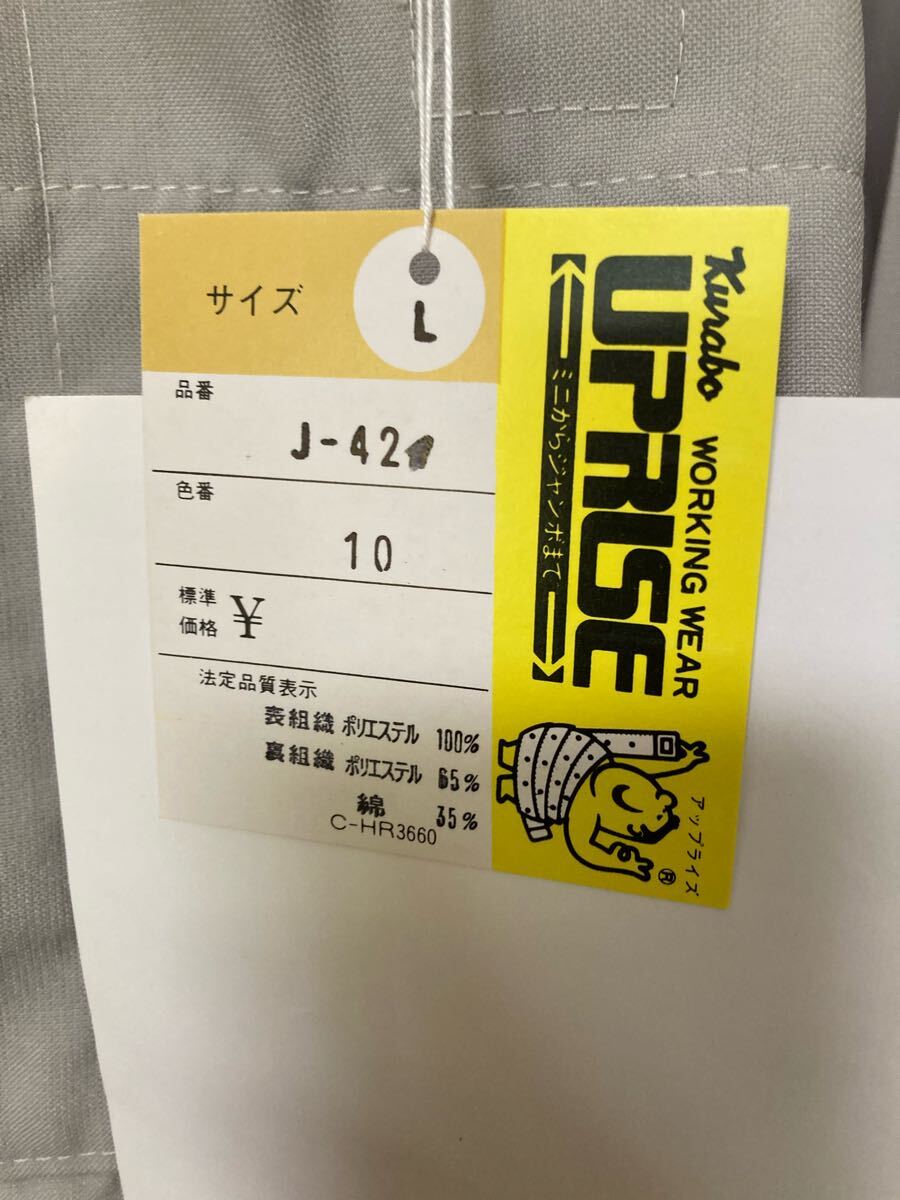 サイズ
L
品番
J-42
色番
10
標準
価格 ¥
法定品質表示
表組織 ポリエステル 100%
裏組織 ポリエステル 65%
綿 35%
C-HR3660
Kurabo
WORKING WEAR
UPRISE
ミニからジャンボまで
アップライズ
®